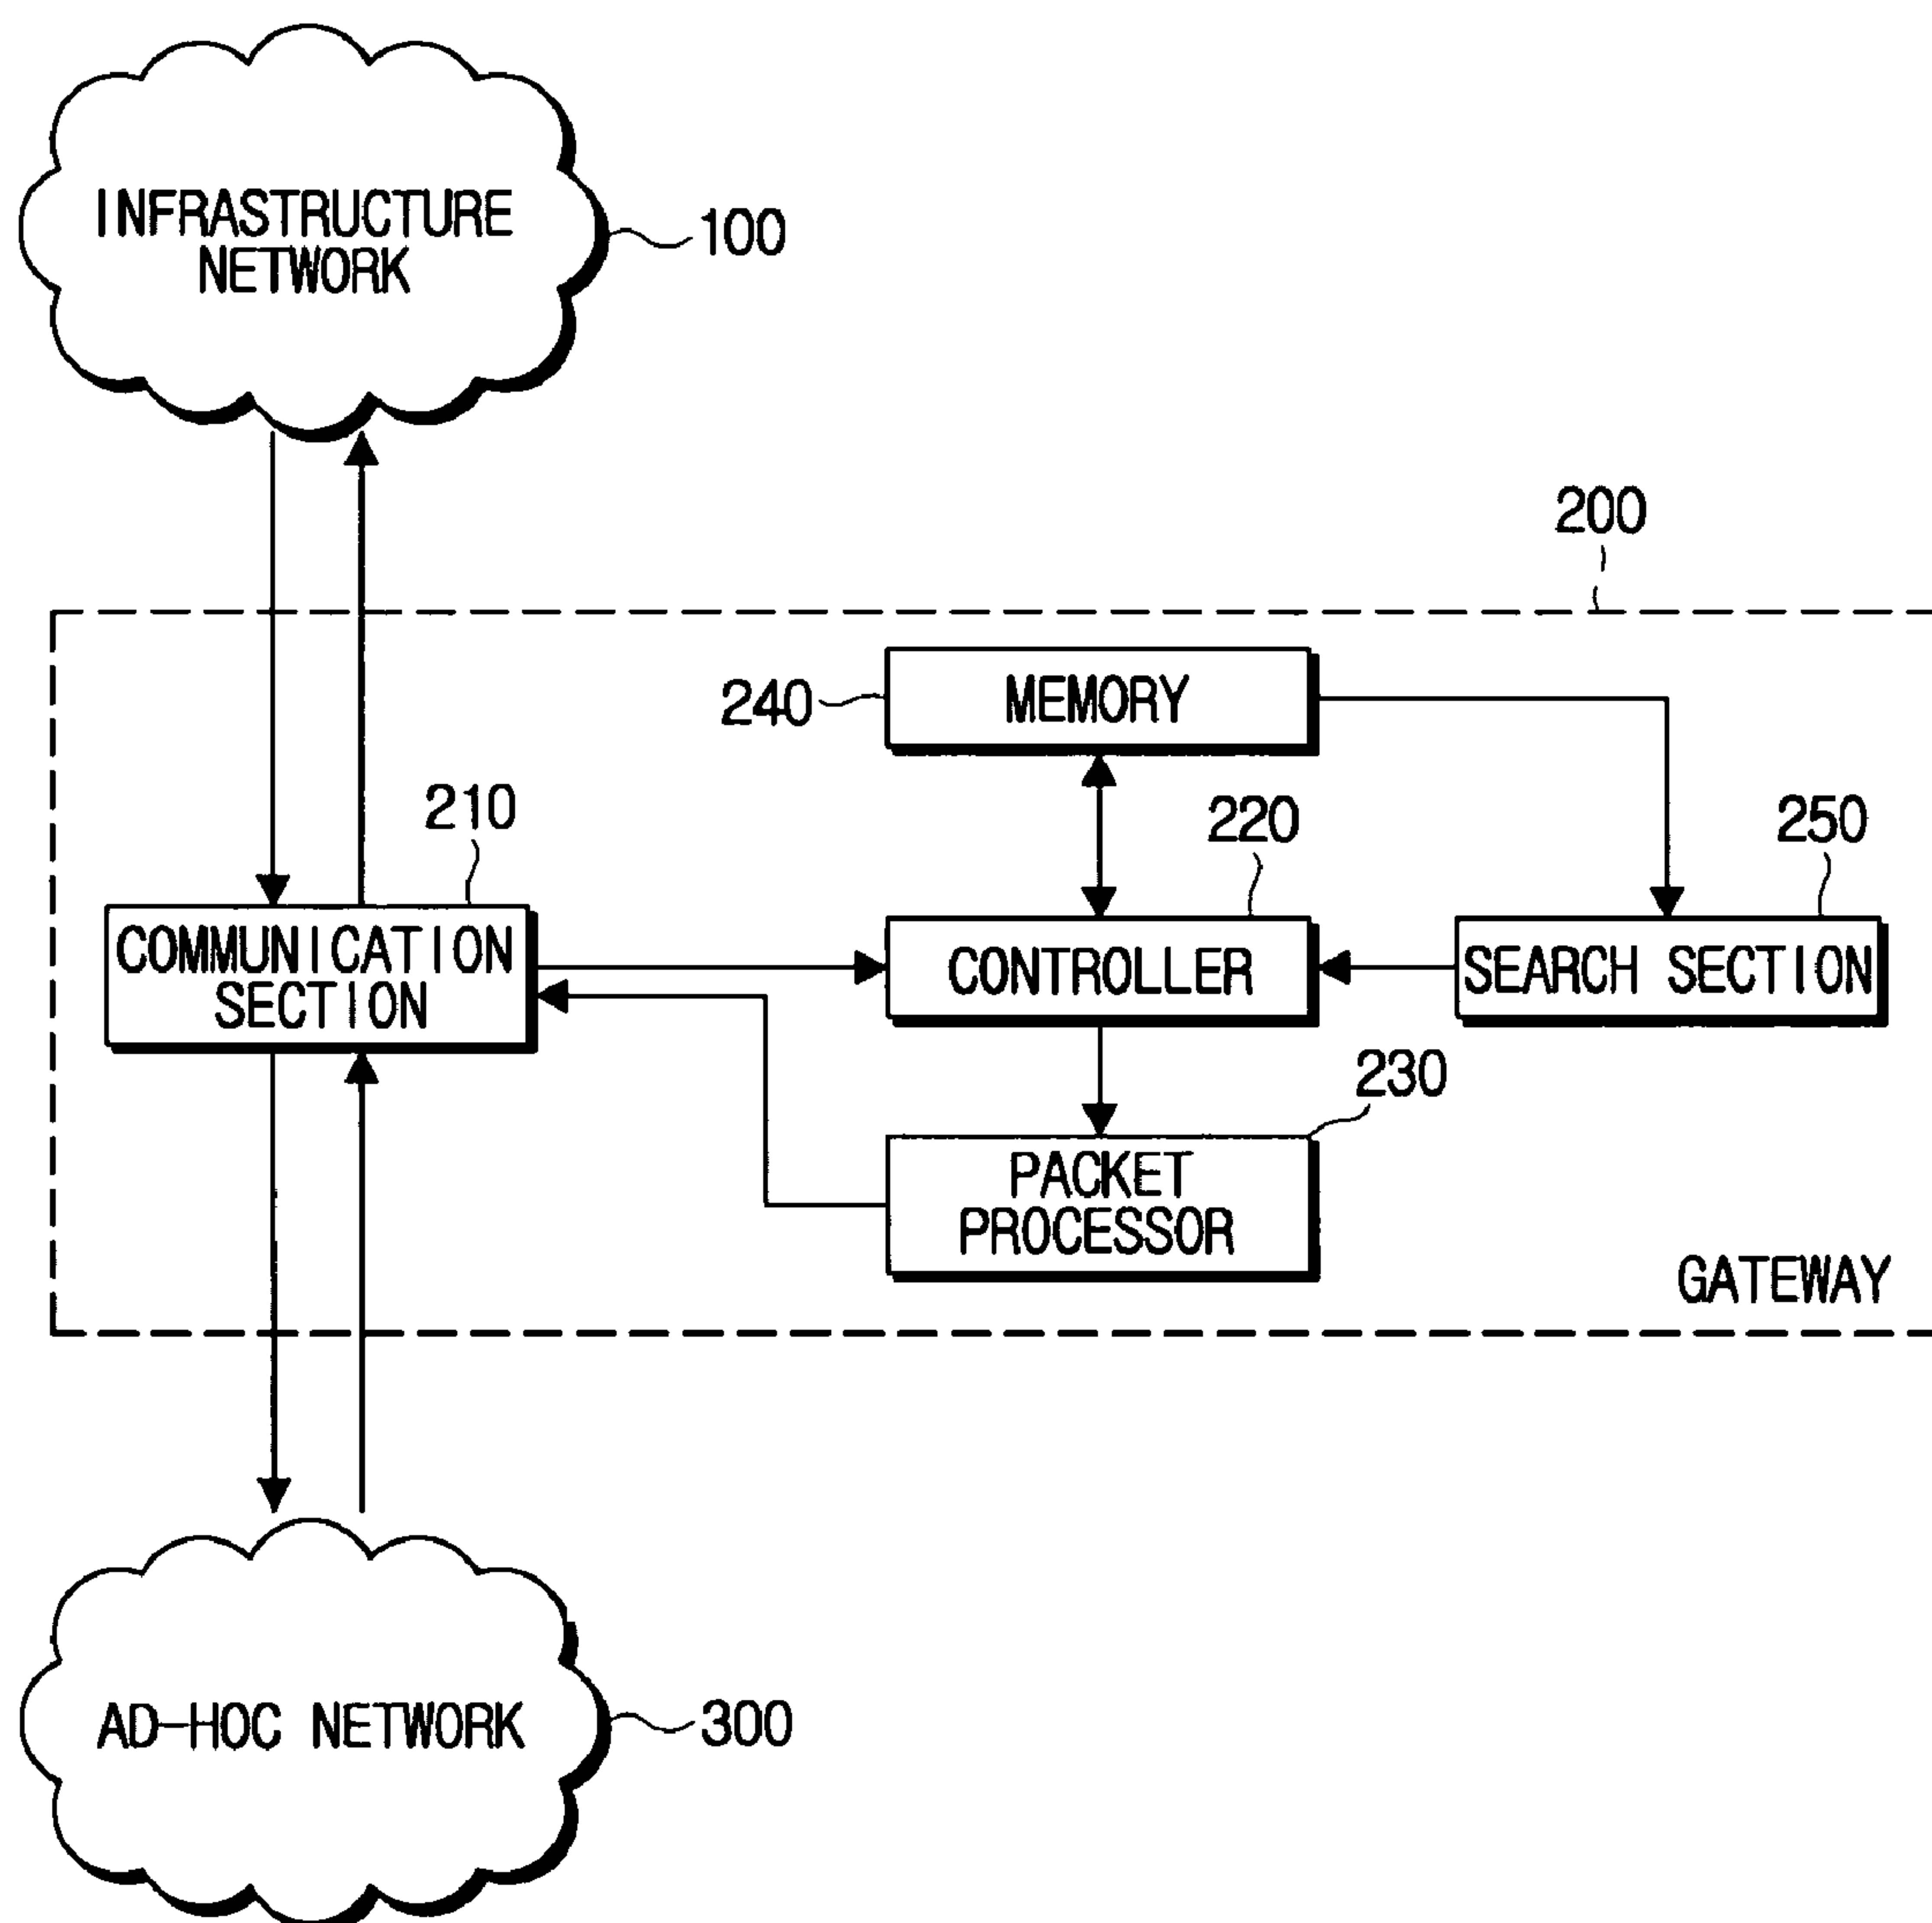 INFRASTRUCTURE
NETWORK
100
200
240
MEMORY
210
220
250
COMMUNICATION
SECTION
CONTROLLER
SEARCH SECTION
230
PACKET
PROCESSOR
GATEWAY
AD-HOC NETWORK
300